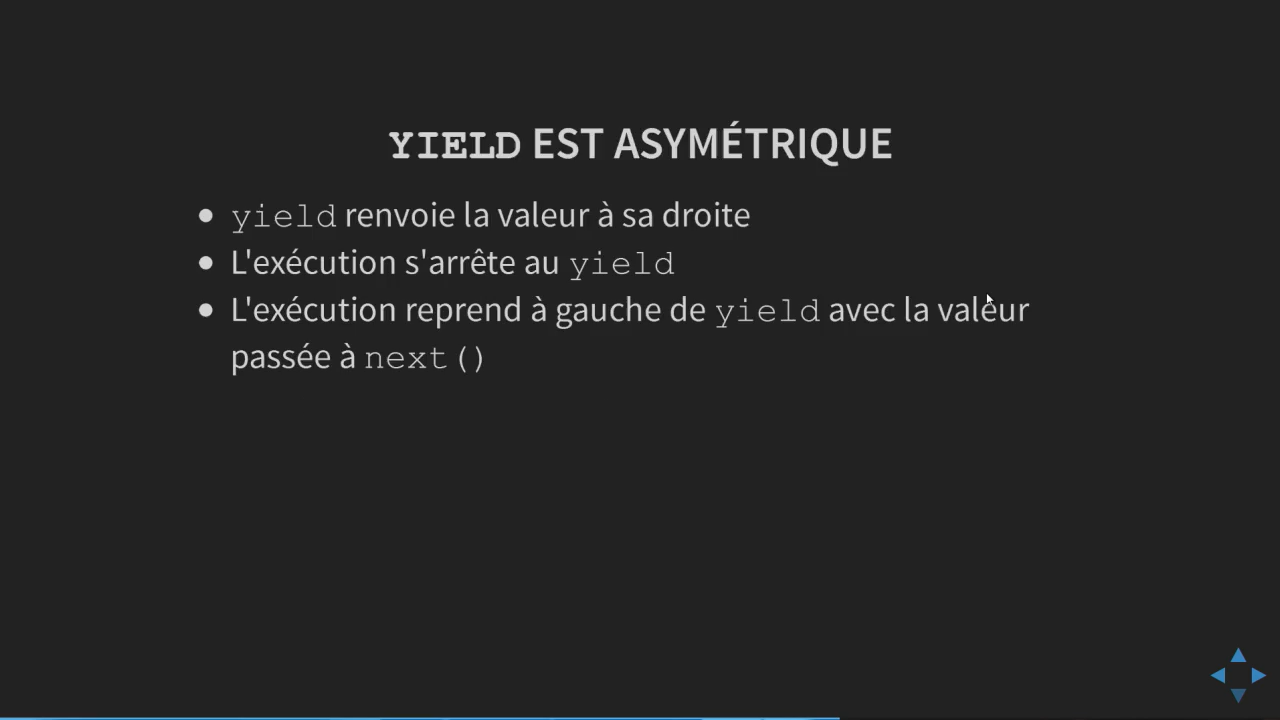 YIELD EST ASYMÉTRIQUE
yield renvoie la valeur à sa droite
L'exécution s'arrête au yield
L'exécution reprend à gauche de yield avec la valeur
passée à next()